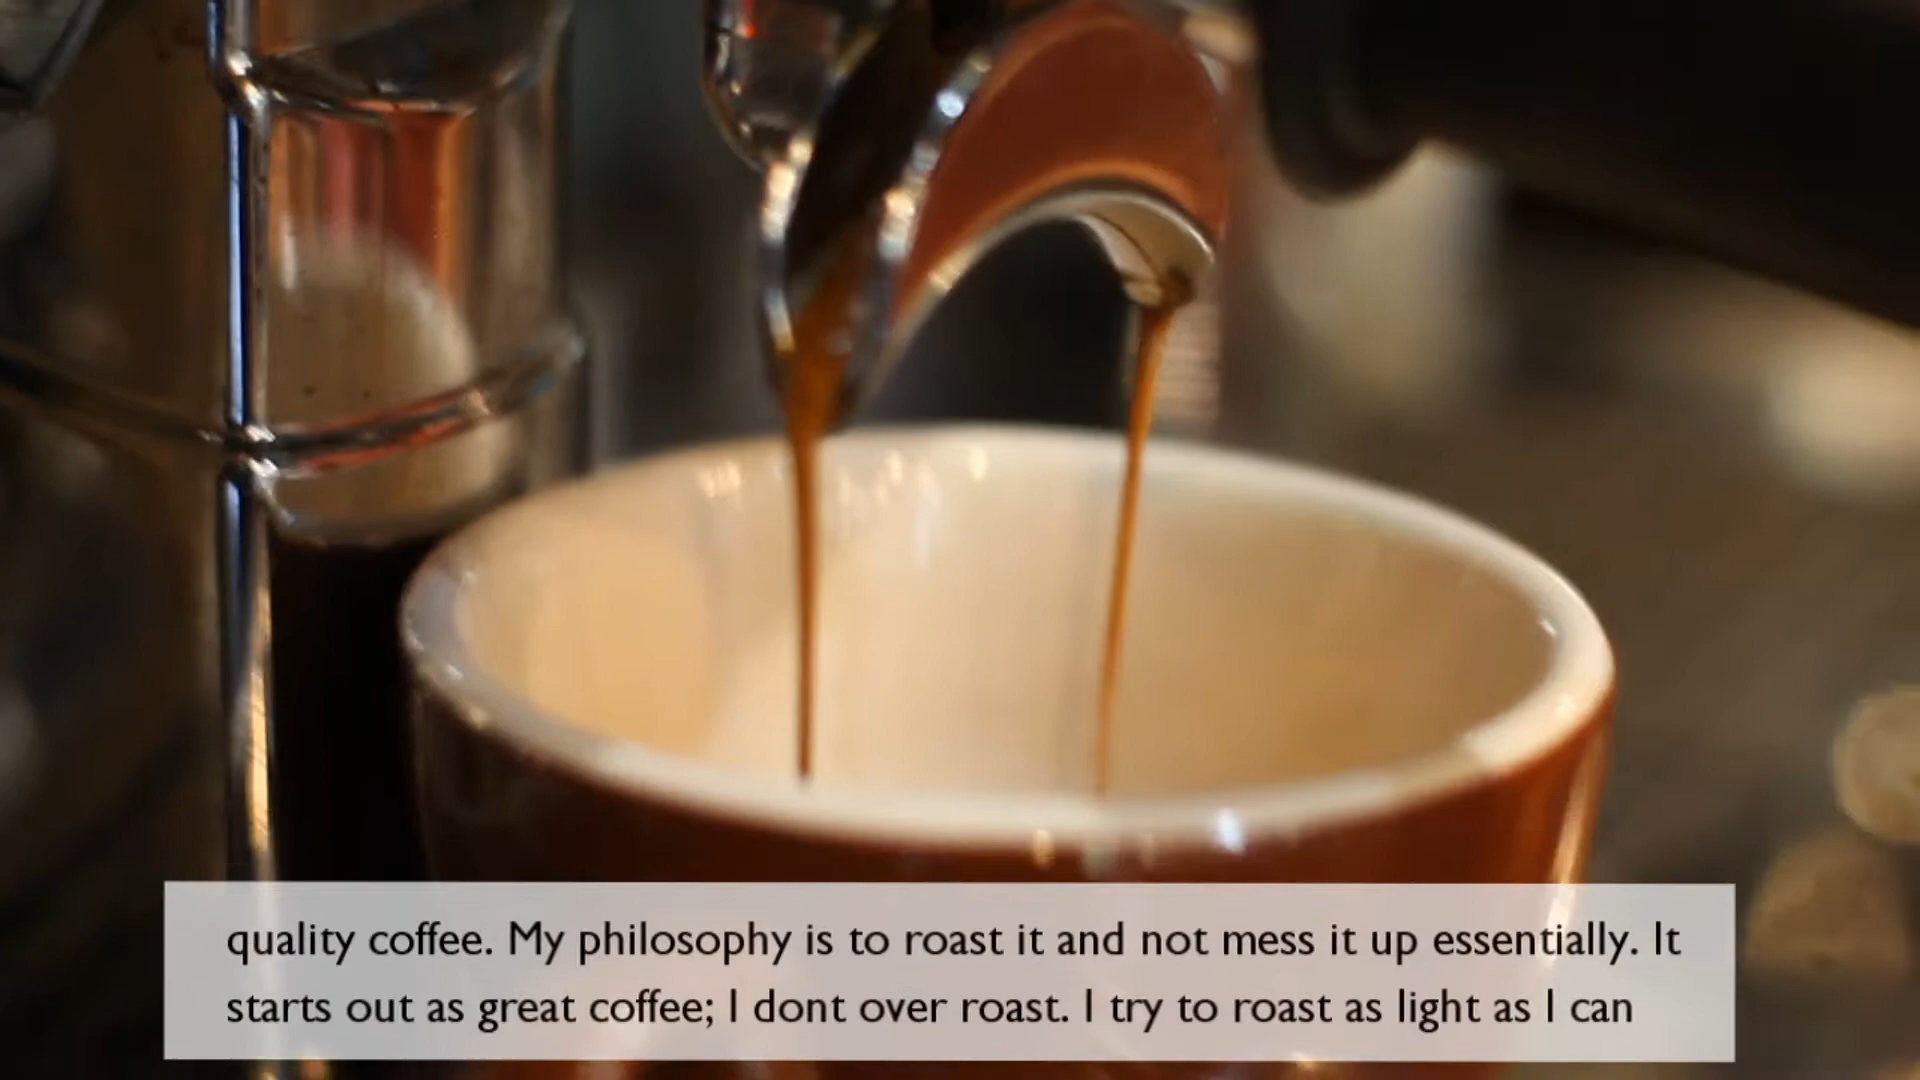 quality coffee. My philosophy is to roast it and not mess it up essentially. It
starts out as great coffee; I dont over roast. I try to roast as light as I can